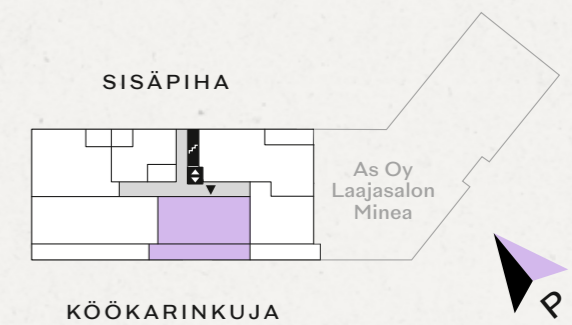 SISÄPIHA
As Oy
Laajasalon
Minea
KÖÖKARINKUJA
P